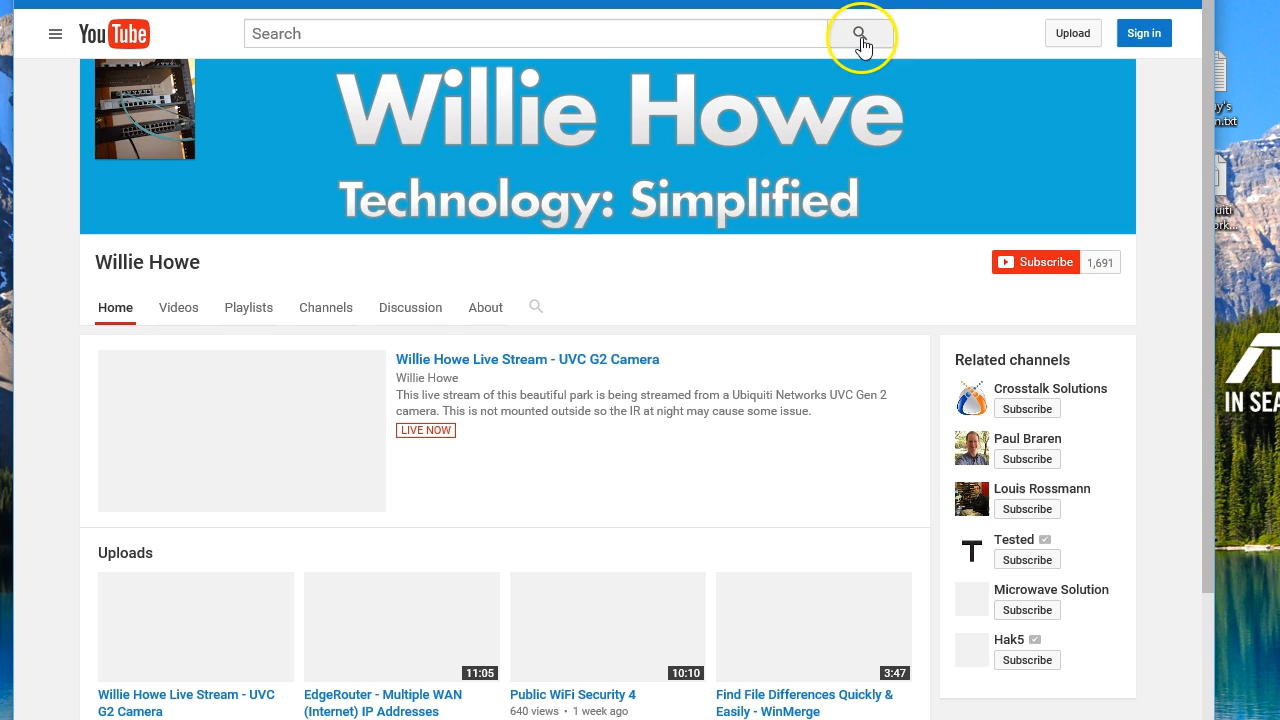 YouTube
Search
Upload
Sign in
Willie Howe
Technology: Simplified
Willie Howe
Subscribe 1,691
Home Videos Playlists Channels Discussion About
Willie Howe Live Stream - UVC G2 Camera
Willie Howe
This live stream of this beautiful park is being streamed from a Ubiquiti Networks UVC Gen 2
camera. This is not mounted outside so the IR at night may cause some issue.
LIVE NOW
Related channels
Crosstalk Solutions
Subscribe
Paul Braren
Subscribe
Louis Rossmann
Subscribe
Tested
Subscribe
Microwave Solution
Subscribe
Hak5
Subscribe
Uploads
Willie Howe Live Stream - UVC
G2 Camera
11:05
EdgeRouter - Multiple WAN
(Internet) IP Addresses
10:10
Public WiFi Security 4
1 week ago
3:47
Find File Differences Quickly &
Easily - WinMerge